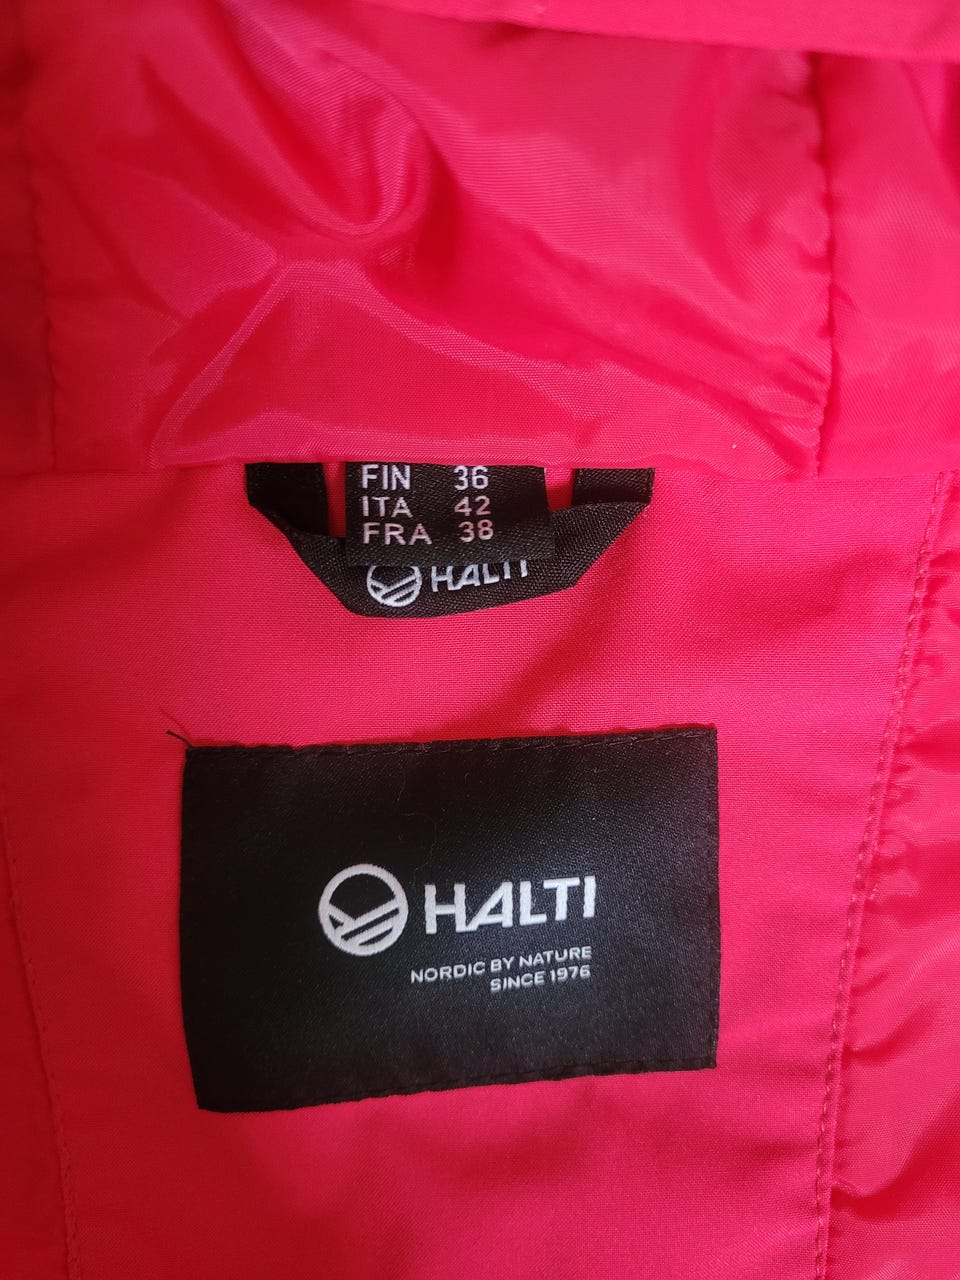 FIN 36
ITA 42
FRA 38
HALTI
HALTI
NORDIC BY NATURE
SINCE 1976